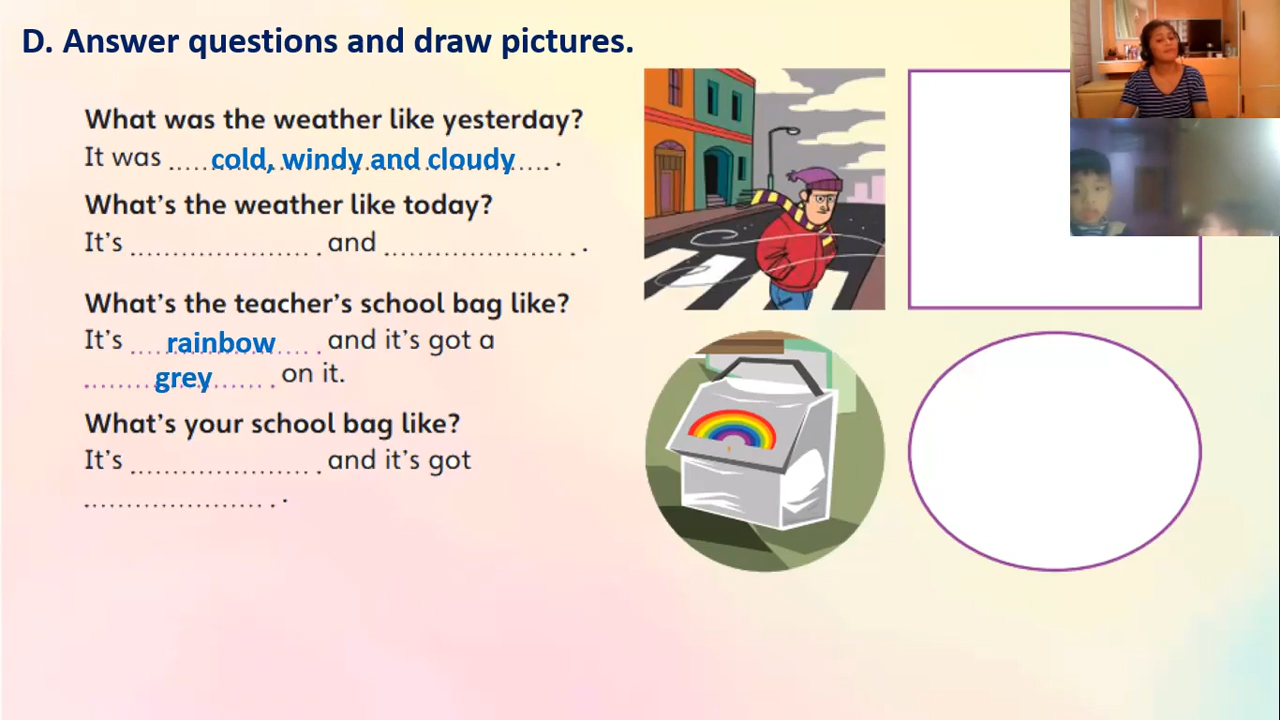 D. Answer questions and draw pictures.
What was the weather like yesterday?
It was ..... cold, windy and cloudy .... .
What's the weather like today?
It's ..................... . and ..................... . .
What's the teacher's school bag like?
It's .... rainbow .... . and it's got a
........ grey ....... . on it.
What's your school bag like?
It's ..................... . and it's got
..................... . .